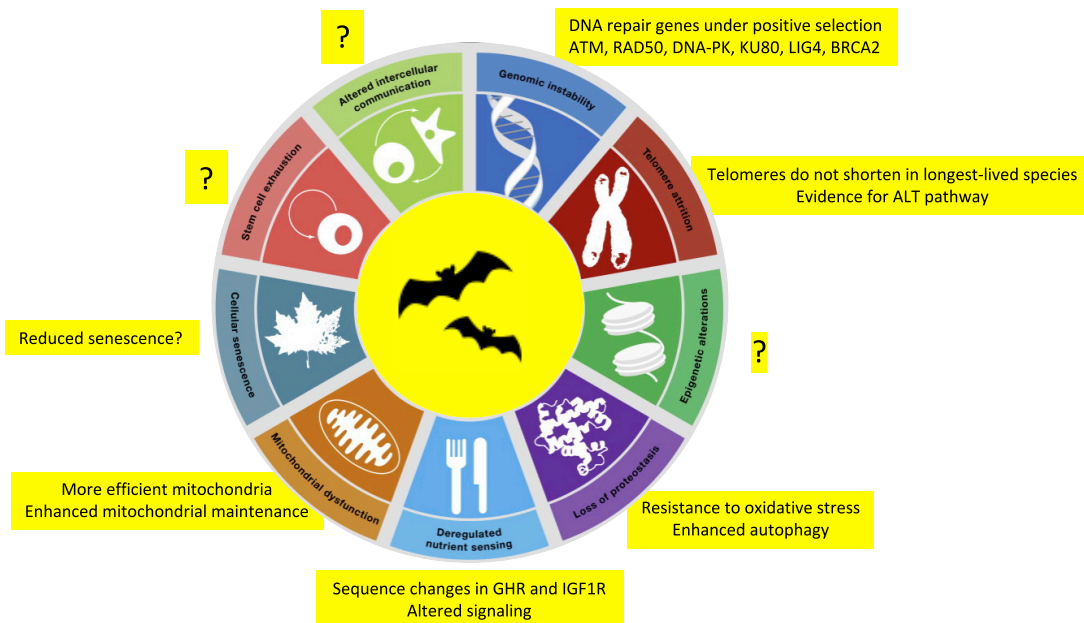 ?
DNA repair genes under positive selection
ATM, RAD50, DNA-PK, KU80, LIG4, BRCA2
Altered intercellular
communication
Genomic instability
?
Stem cell exhaustion
Telomere attrition
Telomeres do not shorten in longest-lived species
Evidence for ALT pathway
Reduced senescence?
Cellular senescence
Epigenetic alterations
?
More efficient mitochondria
Enhanced mitochondrial maintenance
Mitochondrial dysfunction
Deregulated
nutrient sensing
Loss of proteostasis
Resistance to oxidative stress
Enhanced autophagy
Sequence changes in GHR and IGF1R
Altered signaling